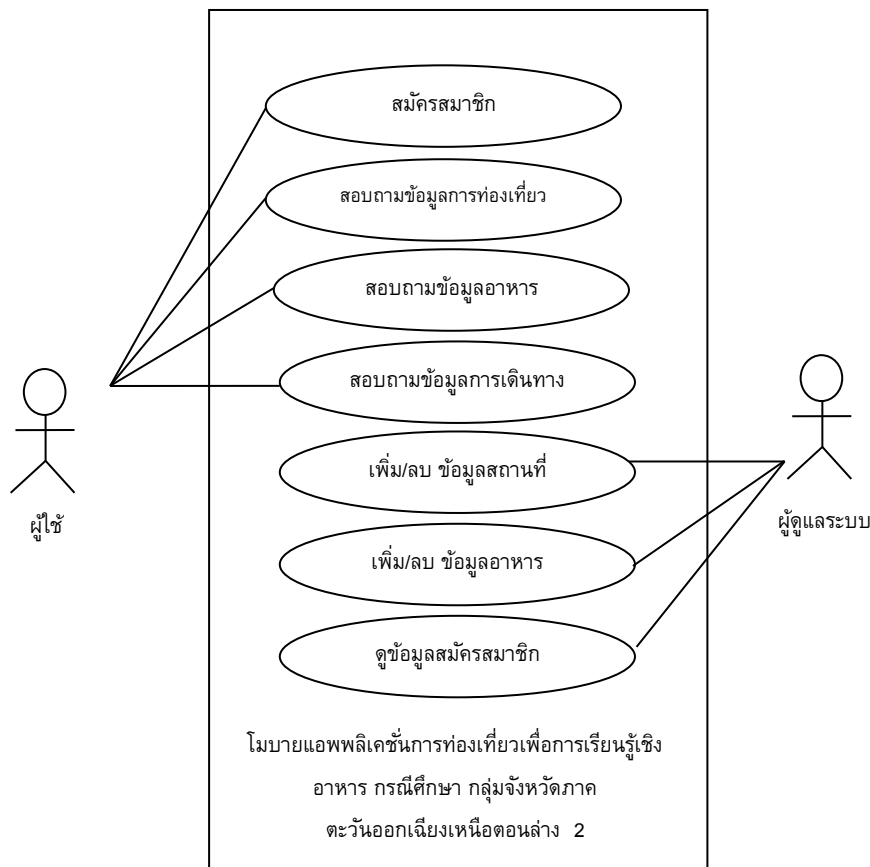 สมัครสมาชิก
สอบถามข้อมูลการท่องเที่ยว
สอบถามข้อมูลอาหาร
สอบถามข้อมูลการเดินทาง
เพิ่ม/ลบ ข้อมูลสถานที่
ผู้ใช้
ผู้ดูแลระบบ
เพิ่ม/ลบ ข้อมูลอาหาร
ดูข้อมูลสมัครสมาชิก
โมบายแอพพลิเคชั่นการท่องเที่ยวเพื่อการเรียนรู้เชิง
อาหาร กรณีศึกษา กลุ่มจังหวัดภาค
ตะวันออกเฉียงเหนือตอนล่าง 2